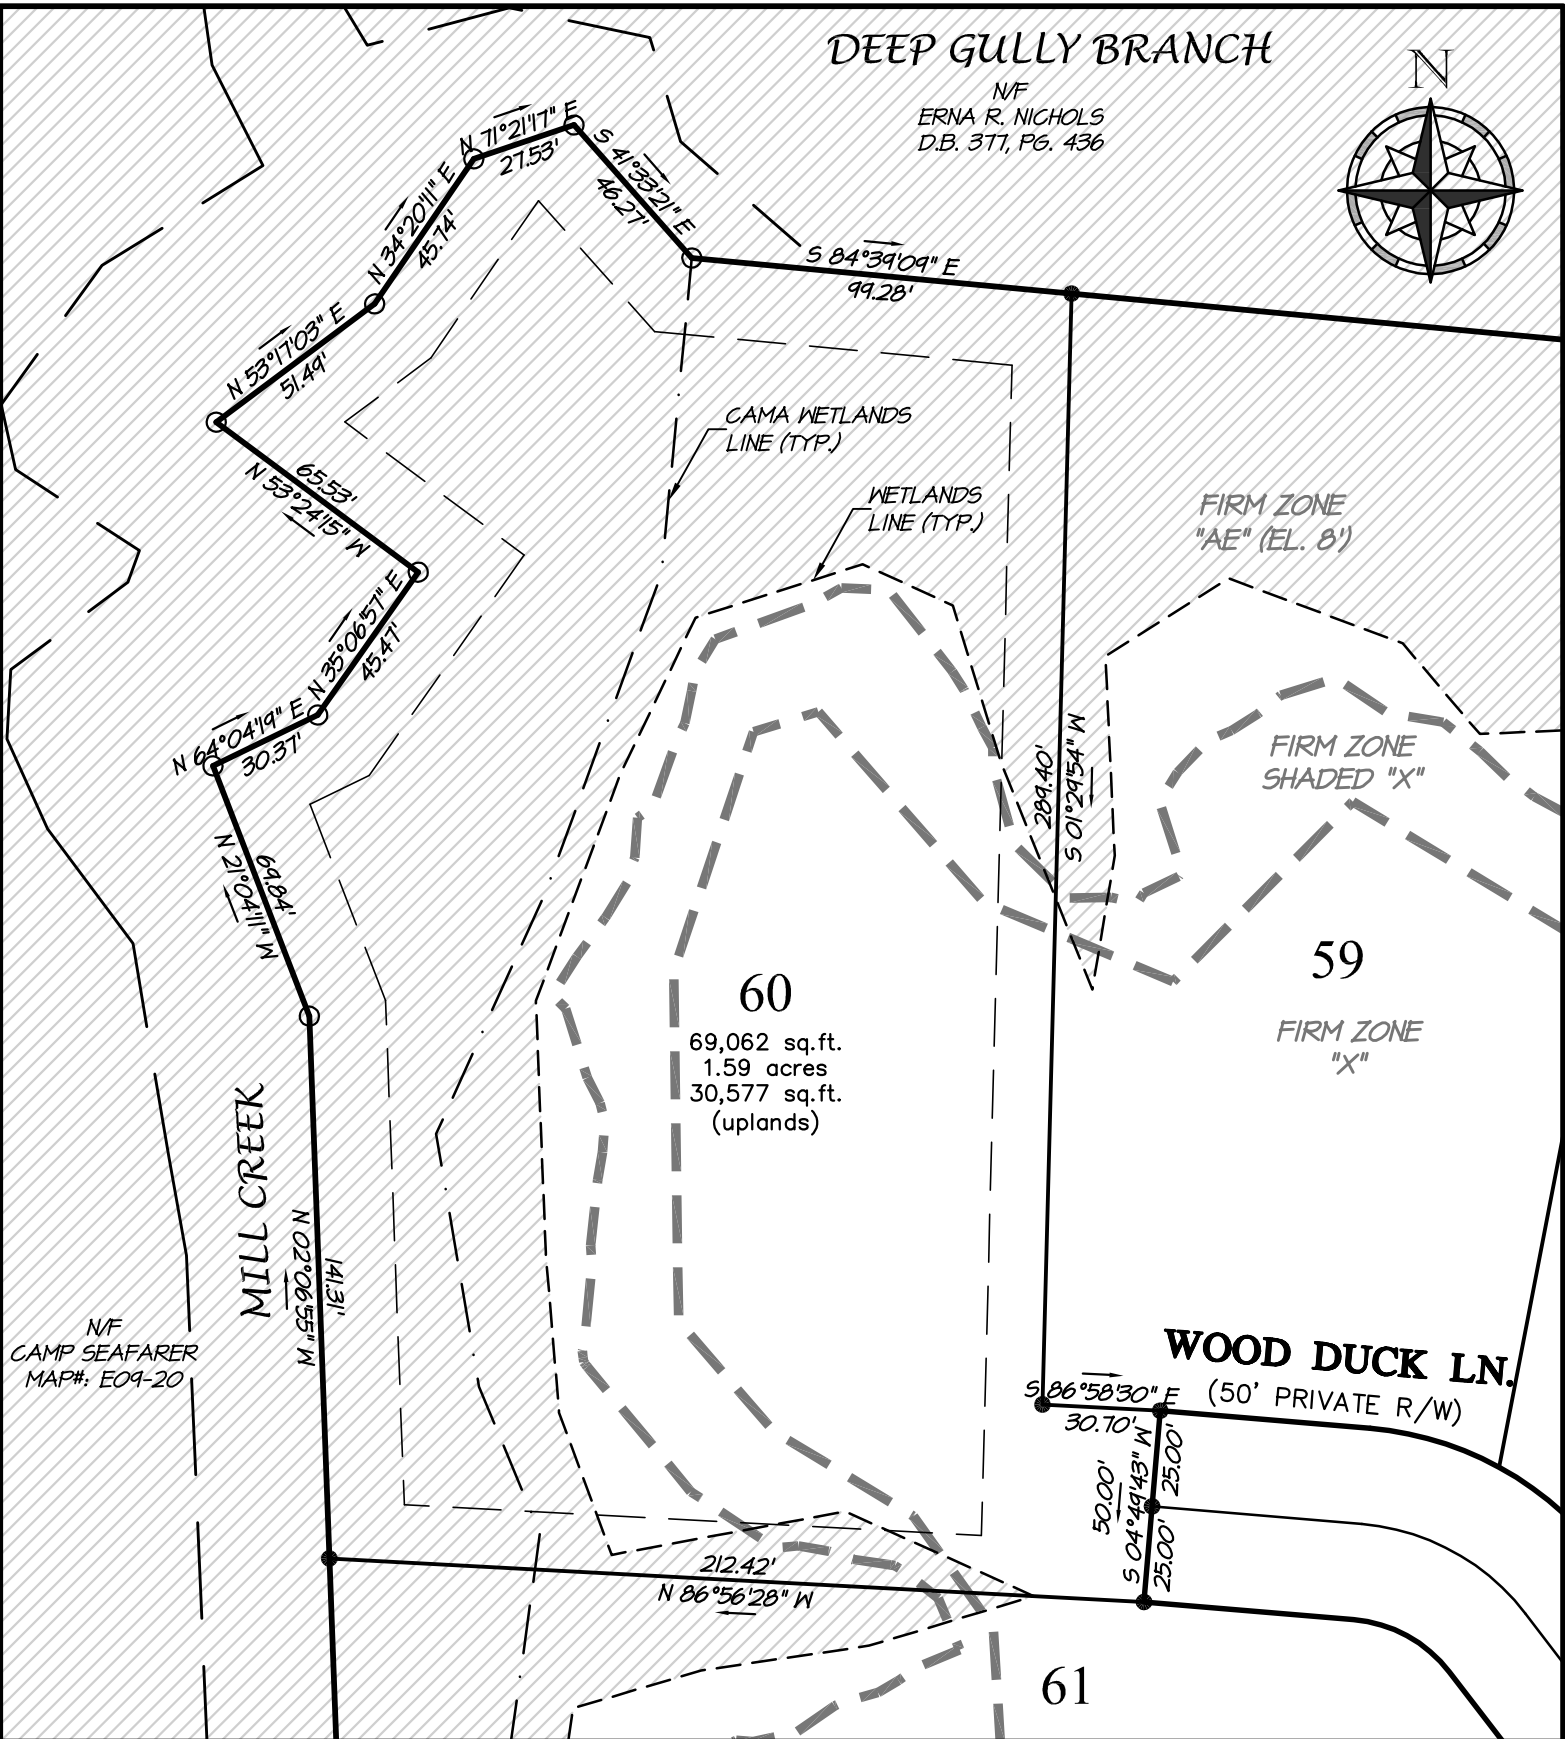 DEEP GULLY BRANCH
N/F
ERNA R. NICHOLS
D.B. 377, PG. 436
N
N 71°21'17" E
27.53'
S 41°33'21" E
46.27'
N 34°20'11" E
45.74'
S 84°39'09" E
99.28'
N 53°17'03" E
51.49'
CAMA WETLANDS
LINE (TYP.)
65.53'
N 53°24'15" W
WETLANDS
LINE (TYP.)
FIRM ZONE
"AE" (EL. 8')
N 35°06'57" E
45.47'
N 64°04'19" E
30.37'
FIRM ZONE
SHADED "X"
289.40'
S 01°29'54" W
69.84'
N 21°04'11" W
60
69,062 sq.ft.
1.59 acres
30,577 sq.ft.
(uplands)
59
FIRM ZONE
"X"
MILL CREEK
141.31'
N 02°06'55" W
N/F
CAMP SEAFARER
MAP#: E09-20
WOOD DUCK LN.
(50' PRIVATE R/W)
S 86°58'30" E
30.70'
25.00'
50.00'
S 04°49'43" W
25.00'
212.42'
N 86°56'28" W
61